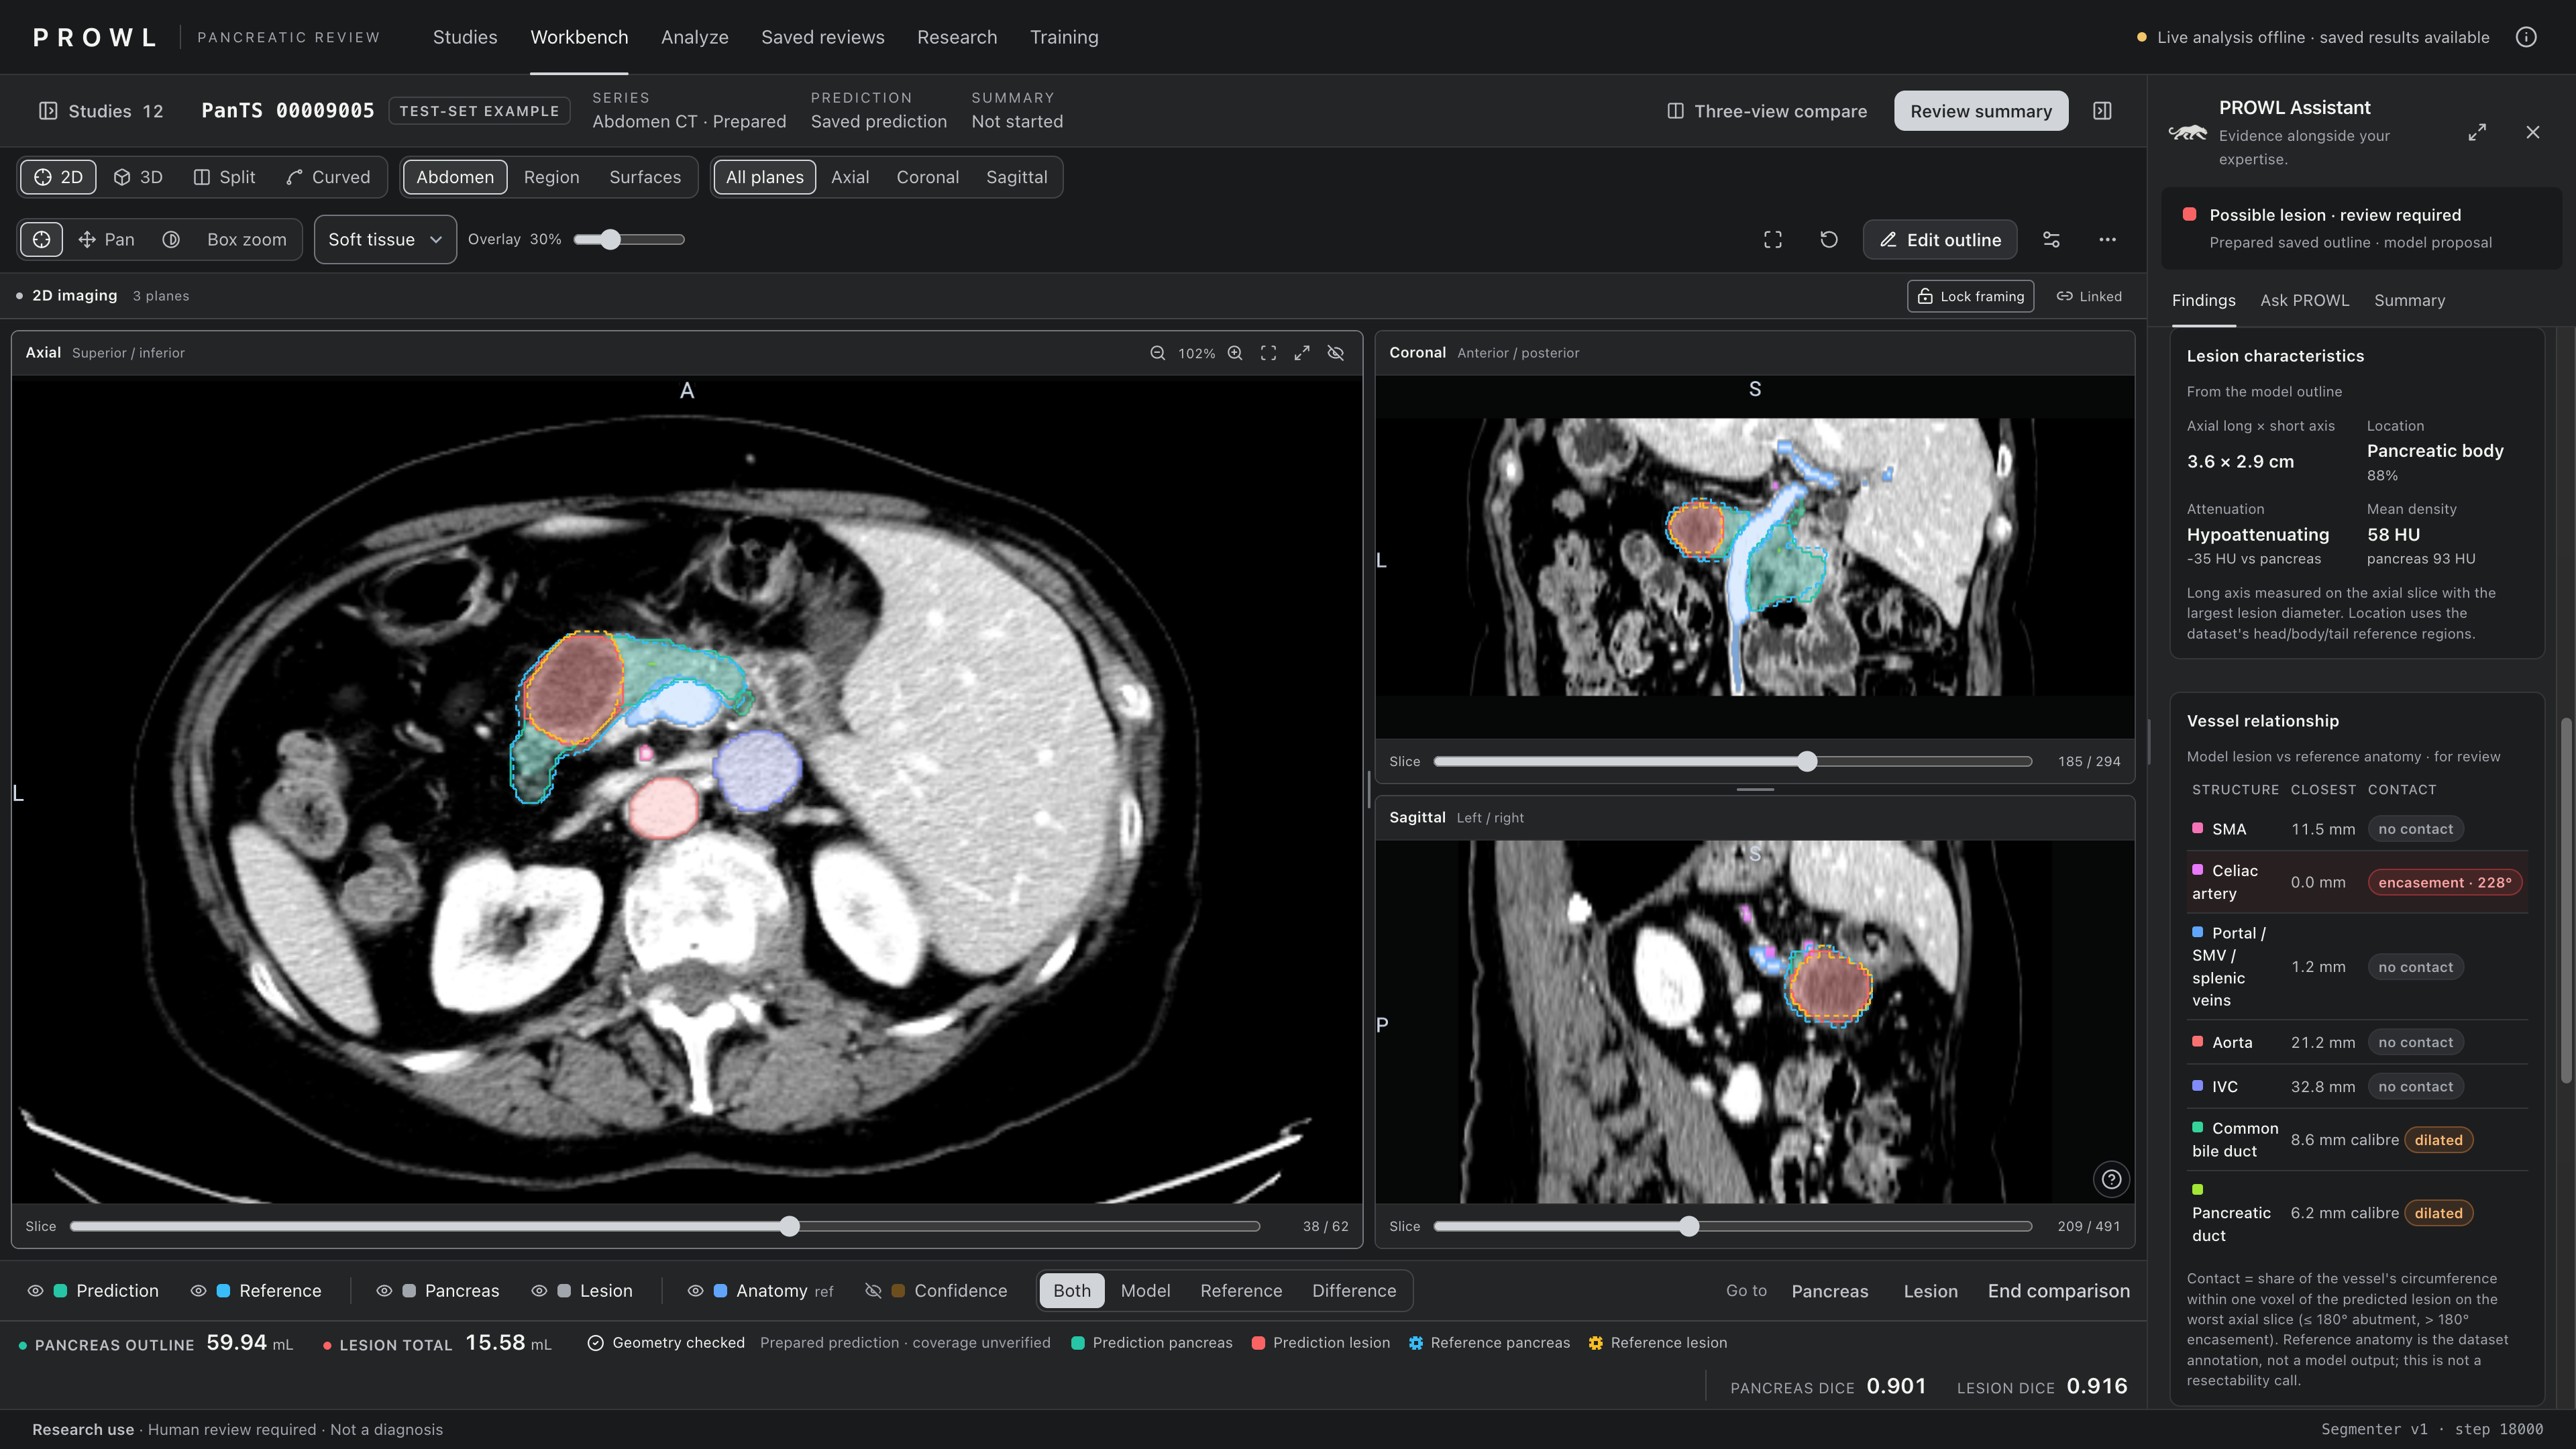 PROWL PANCREATIC REVIEW Studies Workbench Analyze Saved reviews Research Training Live analysis offline · saved results available
Studies 12 PanTS 00009005 TEST-SET EXAMPLE
SERIES
Abdomen CT · Prepared
PREDICTION
Saved prediction
SUMMARY
Not started
Three-view compare Review summary
2D 3D Split Curved Abdomen Region Surfaces All planes Axial Coronal Sagittal
Pan Box zoom Soft tissue Overlay 30% Edit outline
2D imaging 3 planes Lock framing Linked
Axial Superior / inferior 102%
A
L
Slice 38 / 62
Coronal Anterior / posterior
S
L
Slice 185 / 294
Sagittal Left / right
S
P
Slice 209 / 491
Prediction Reference Pancreas Lesion Anatomy ref Confidence Both Model Reference Difference Go to Pancreas Lesion End comparison
PANCREAS OUTLINE 59.94 mL LESION TOTAL 15.58 mL Geometry checked Prepared prediction · coverage unverified Prediction pancreas Prediction lesion Reference pancreas Reference lesion
PANCREAS DICE 0.901 LESION DICE 0.916
PROWL Assistant
Evidence alongside your
expertise.
Possible lesion · review required
Prepared saved outline · model proposal
Findings Ask PROWL Summary
Lesion characteristics
From the model outline
Axial long × short axis
3.6 × 2.9 cm
Location
Pancreatic body
88%
Attenuation
Hypoattenuating
-35 HU vs pancreas
Mean density
58 HU
pancreas 93 HU
Long axis measured on the axial slice with the
largest lesion diameter. Location uses the
dataset's head/body/tail reference regions.
Vessel relationship
Model lesion vs reference anatomy · for review
STRUCTURE CLOSEST CONTACT
SMA 11.5 mm no contact
Celiac
artery
0.0 mm encasement · 228°
Portal /
SMV /
splenic
veins
1.2 mm no contact
Aorta 21.2 mm no contact
IVC 32.8 mm no contact
Common
bile duct
8.6 mm calibre dilated
Pancreatic
duct
6.2 mm calibre dilated
Contact = share of the vessel's circumference
within one voxel of the predicted lesion on the
worst axial slice (≤ 180° abutment, > 180°
encasement). Reference anatomy is the dataset
annotation, not a model output; this is not a
resectability call.
Research use · Human review required · Not a diagnosis Segmenter v1 · step 18000